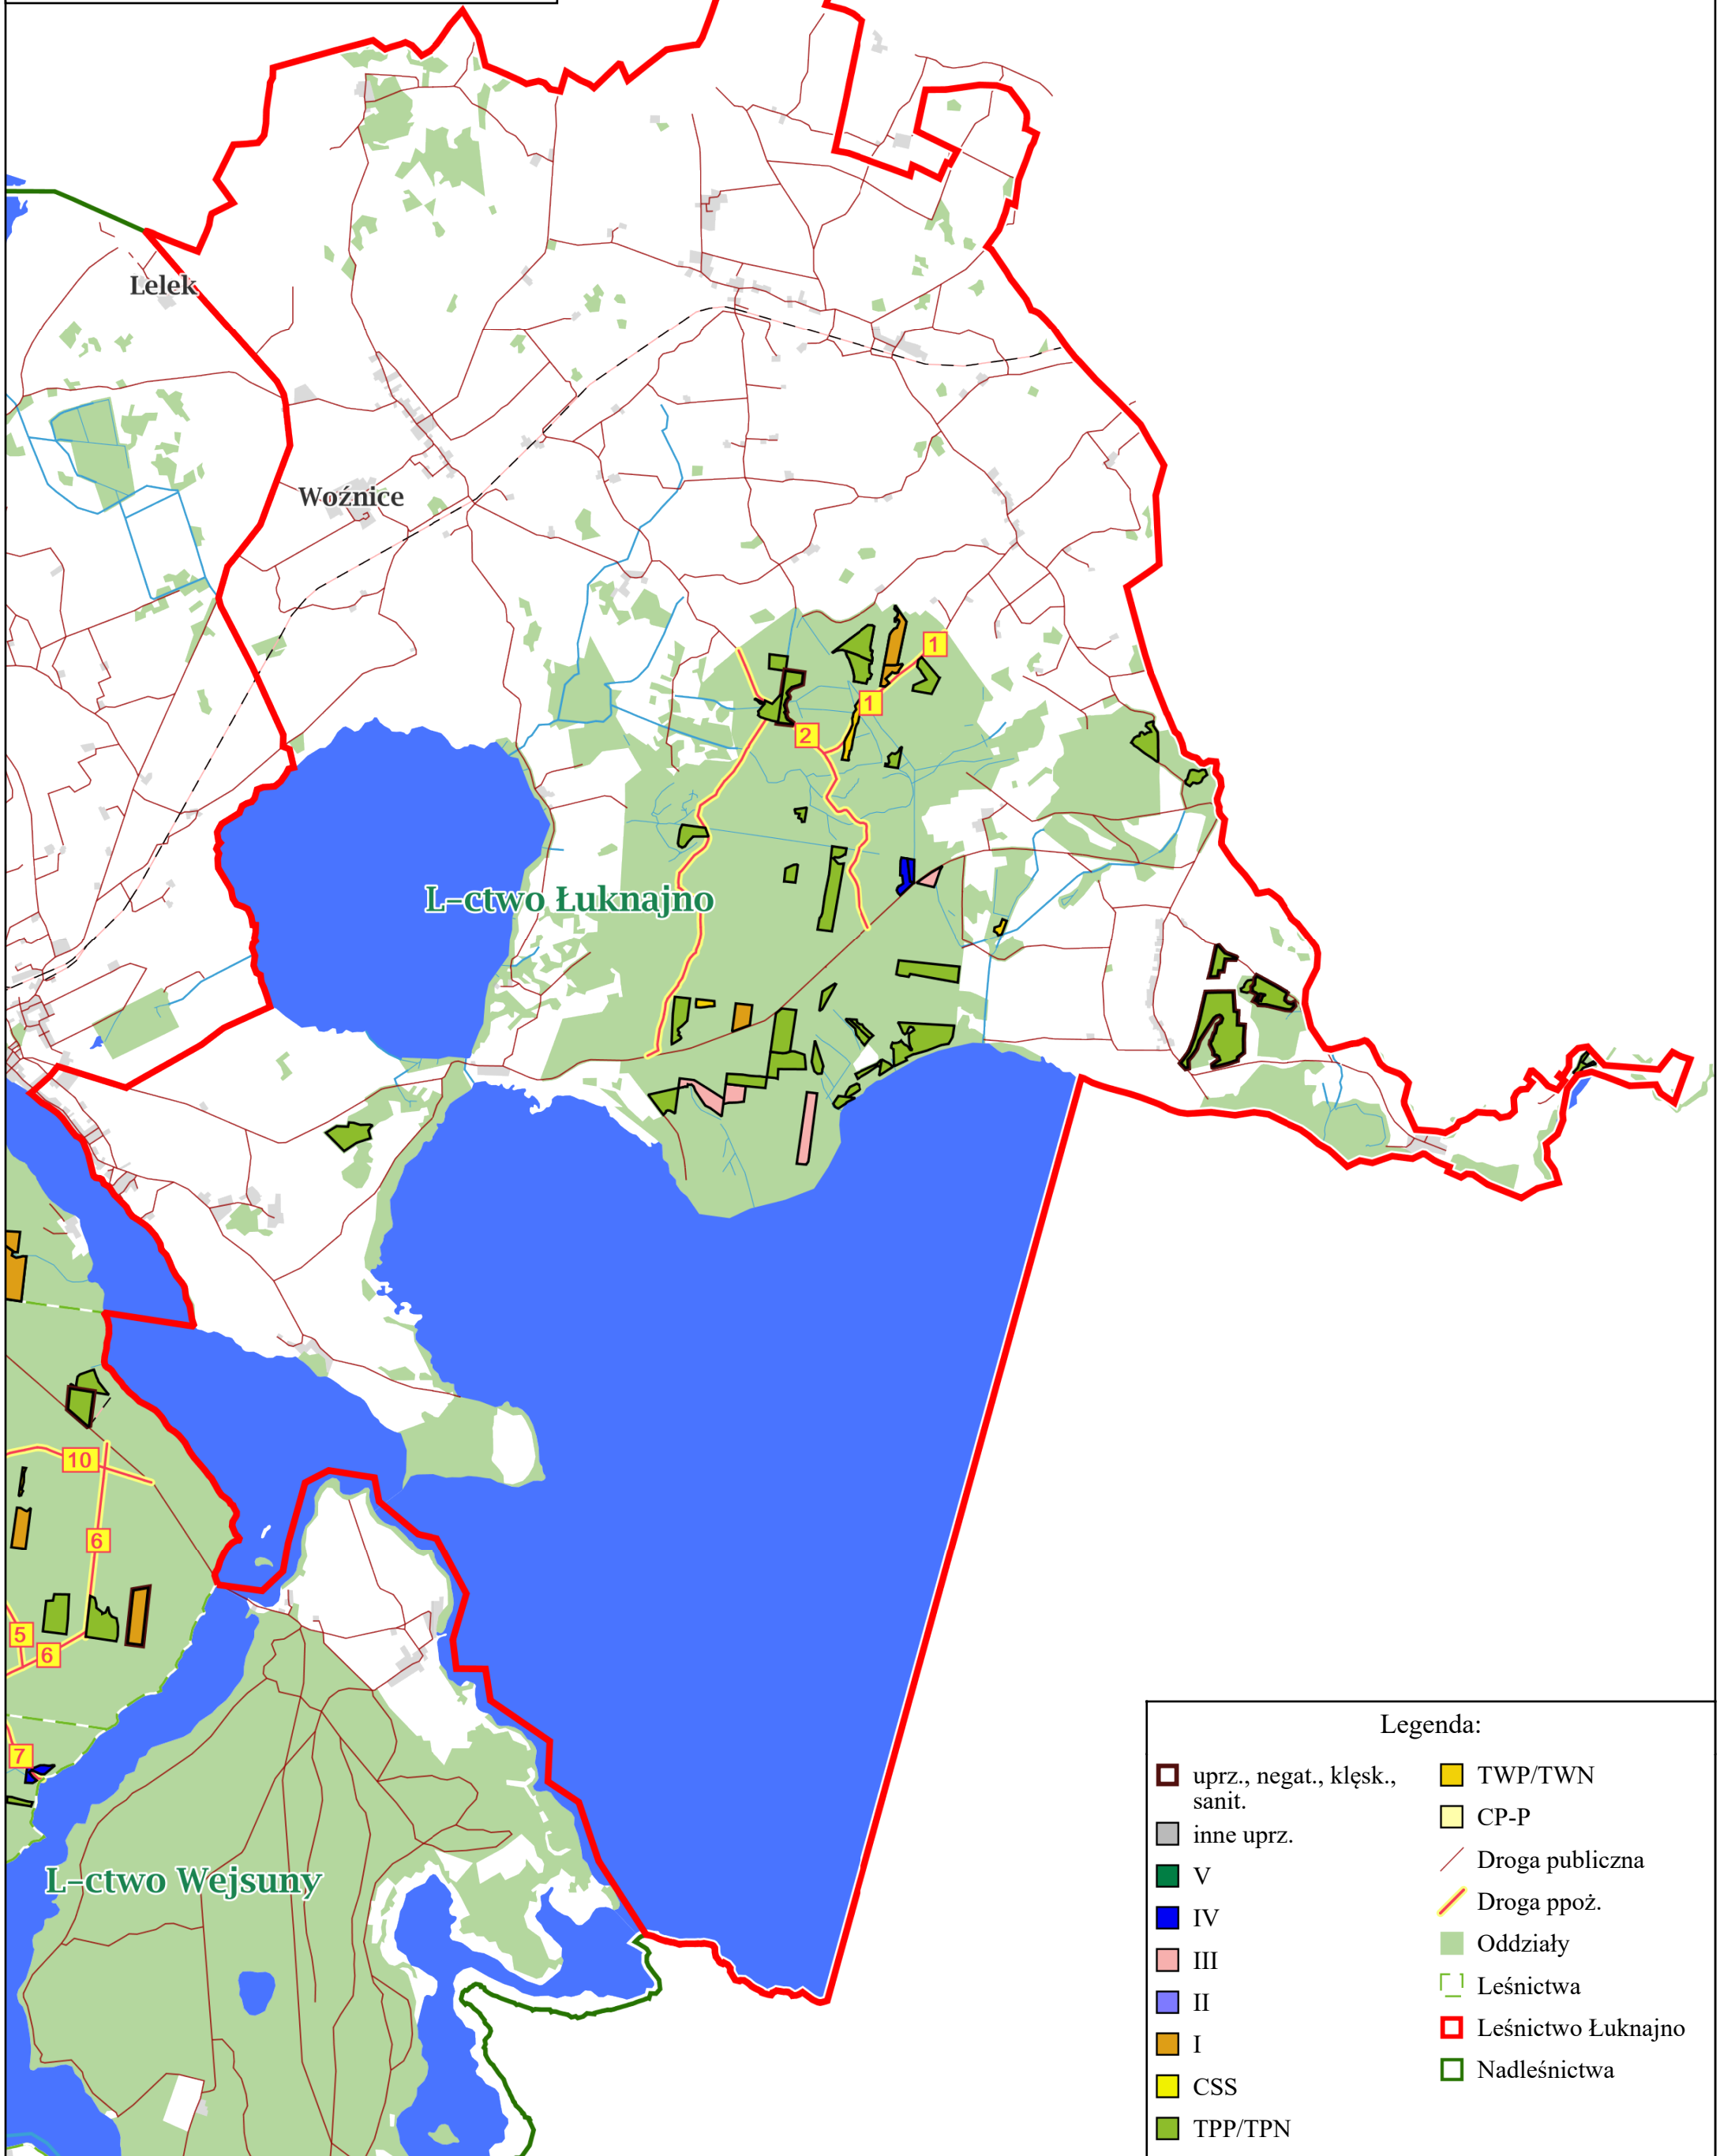 Lelek
Woźnice
1
1
2
L-ctwo Łuknajno
10
6
5
6
7
L-ctwo Wejsuny
Legenda:
uprz., negat., klęsk.,
sanit.
inne uprz.
V
IV
III
II
I
CSS
TPP/TPN
TWP/TWN
CP-P
Droga publiczna
Droga ppoż.
Oddziały
Leśnictwa
Leśnictwo Łuknajno
Nadleśnictwa